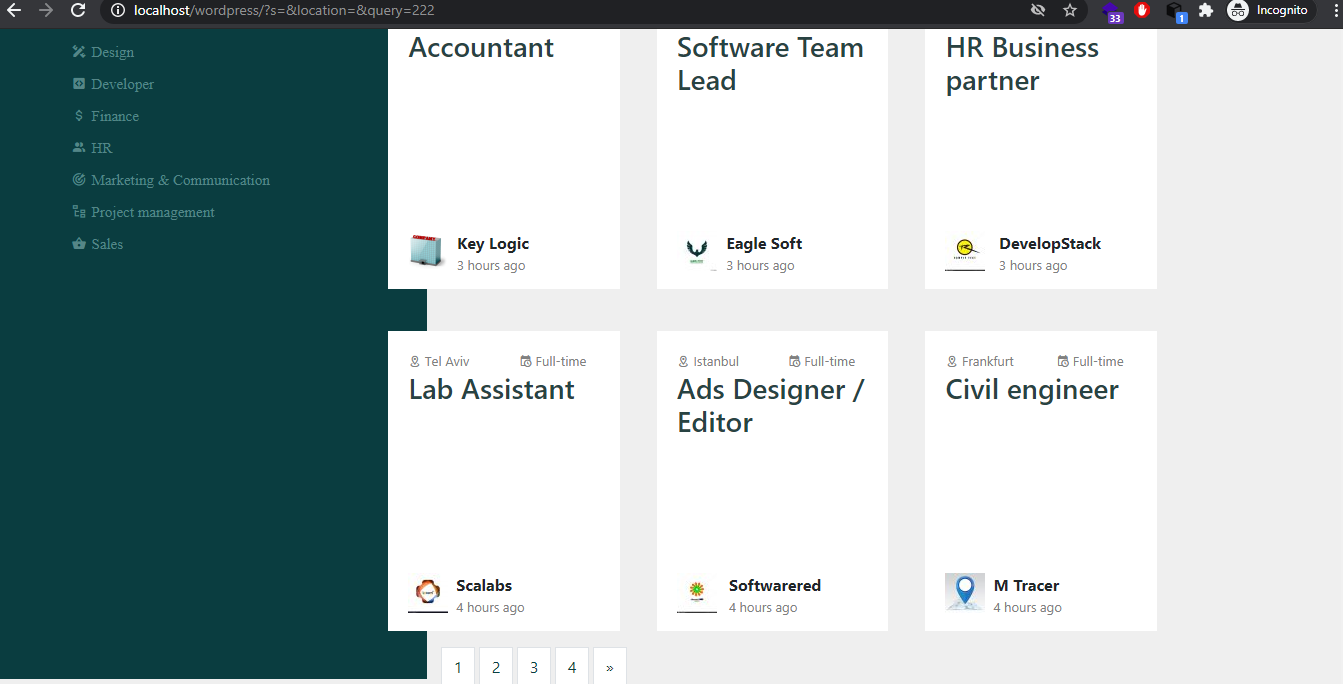 localhost/wordpress/?s=&location=&query=222
33
1
Incognito
Design
Developer
Finance
HR
Marketing & Communication
Project management
Sales
Accountant
Software Team
Lead
HR Business
partner
Key Logic
3 hours ago
Eagle Soft
3 hours ago
DevelopStack
3 hours ago
Tel Aviv
Full-time
Lab Assistant
Istanbul
Full-time
Ads Designer /
Editor
Frankfurt
Full-time
Civil engineer
Scalabs
4 hours ago
Softwarered
4 hours ago
M Tracer
4 hours ago
1 2 3 4 »